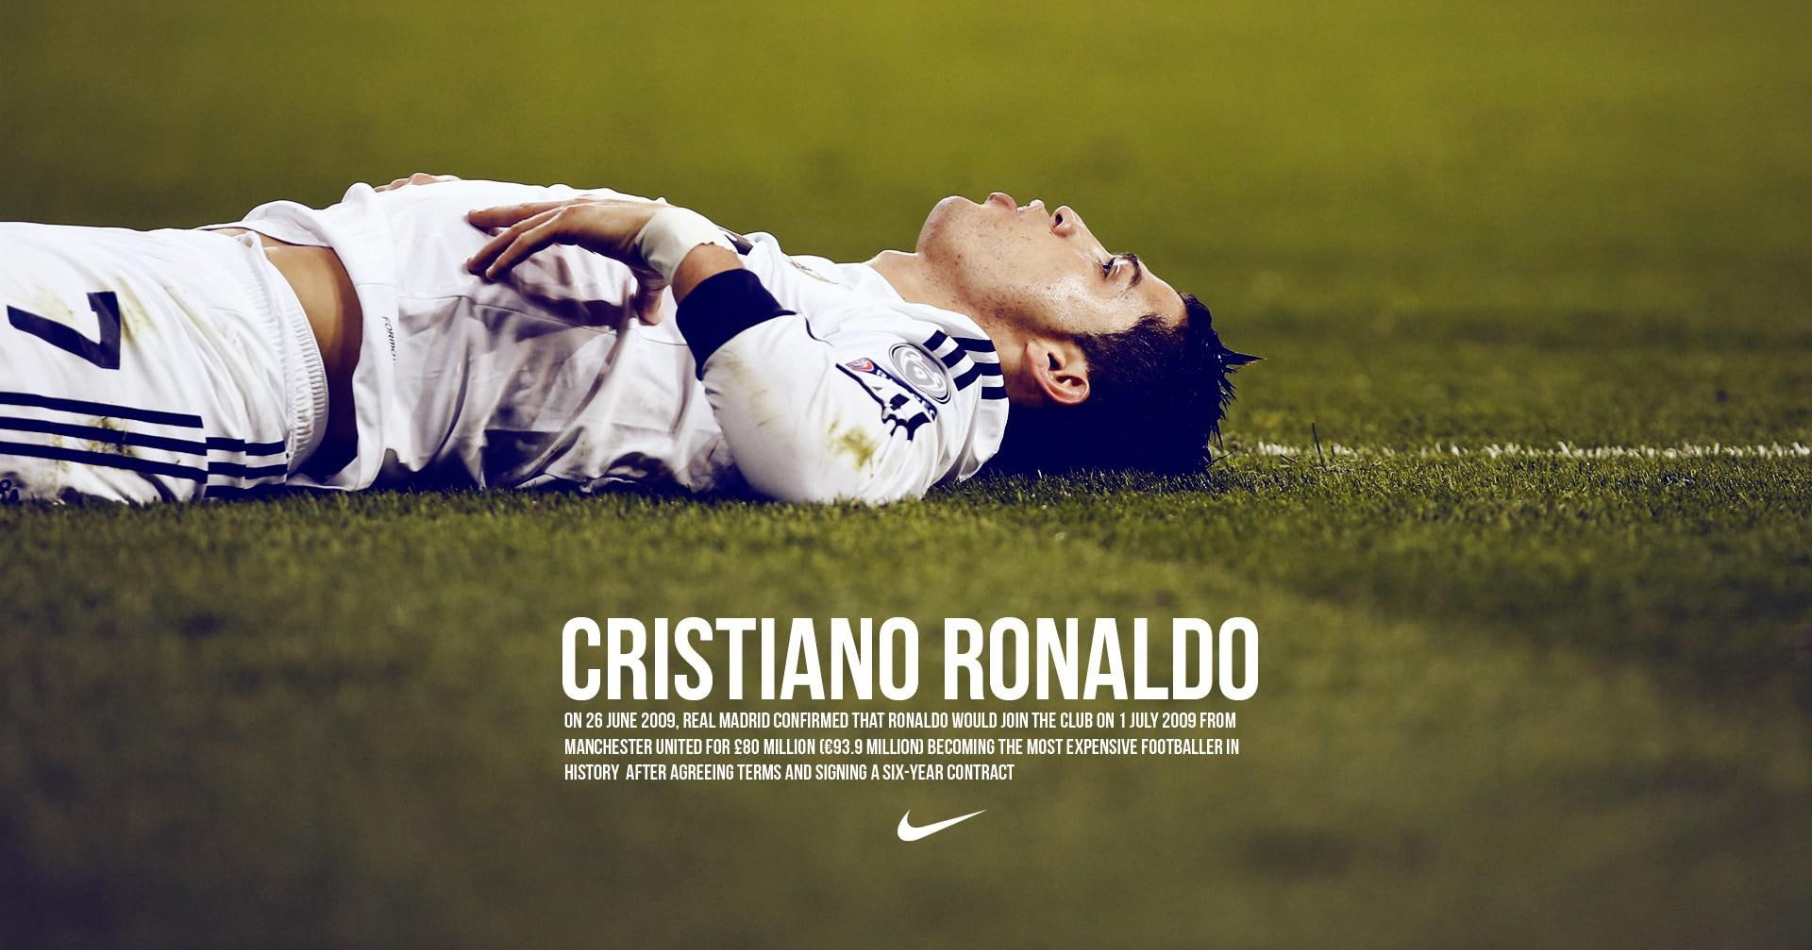 7
CRISTIANO RONALDO
ON 26 JUNE 2009, REAL MADRID CONFIRMED THAT RONALDO WOULD JOIN THE CLUB ON 1 JULY 2009 FROM
MANCHESTER UNITED FOR £80 MILLION (€93.9 MILLION) BECOMING THE MOST EXPENSIVE FOOTBALLER IN
HISTORY  AFTER AGREEING TERMS AND SIGNING A SIX-YEAR CONTRACT